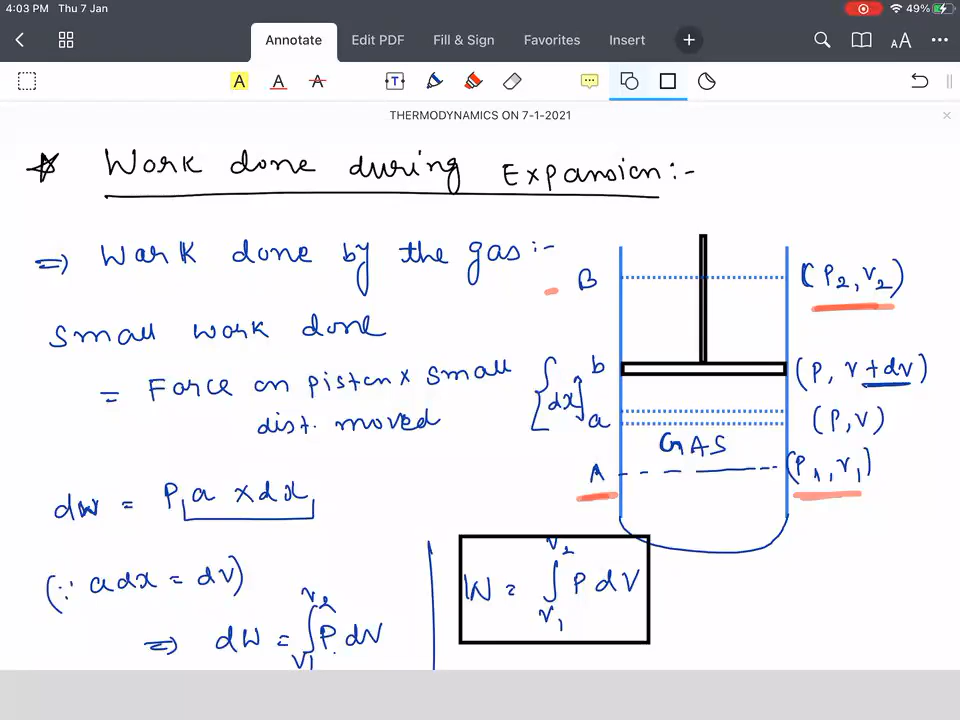 4:03 PM Thu 7 Jan 49%
Annotate Edit PDF Fill & Sign Favorites Insert
THERMODYNAMICS ON 7-1-2021
Work done during Expansion:-
⇒ Work done by the gas:-
B (P2, V2)
Small work done
= Force on piston x small
dist. moved
b (P, V + dV)
dx
a (P, V)
GAS
A (P1, V1)
dW = P a x dx
(∵ adx = dV)
⇒ dW = ∫V1V2 P. dV
W = ∫V1V2 P dV